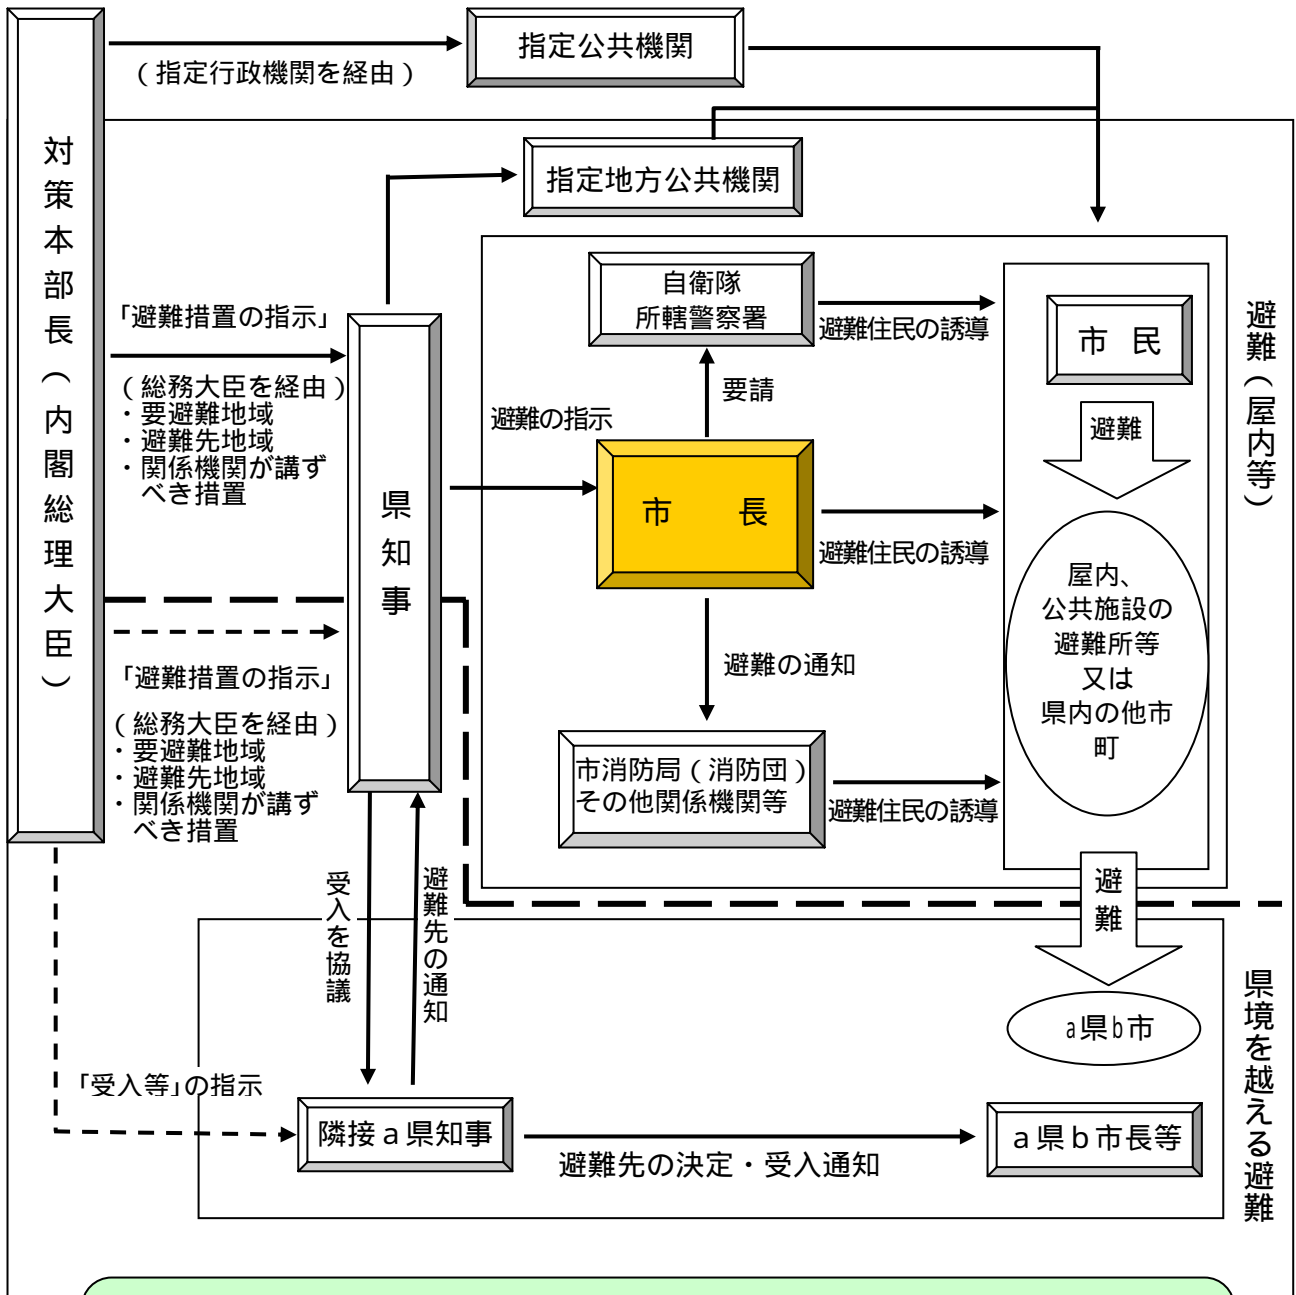 指定公共機関
(指定行政機関を経由)
対策本部長(内閣総理大臣)
指定地方公共機関
自衛隊
所轄警察署
避難住民の誘導
市 民
避難(屋内等)
「避難措置の指示」
(総務大臣を経由)
・要避難地域
・避難先地域
・関係機関が講ず
べき措置
県知事
要請
避難の指示
避難
市 長
避難住民の誘導
屋内、
公共施設の
避難所等
又は
県内の他市
町
「避難措置の指示」
(総務大臣を経由)
・要避難地域
・避難先地域
・関係機関が講ず
べき措置
避難の通知
市消防局(消防団)
その他関係機関等
避難住民の誘導
受入を協議
避難先の通知
避難
a県b市
県境を越える避難
「受入等」の指示
隣接a県知事
避難先の決定・受入通知
a県b市長等